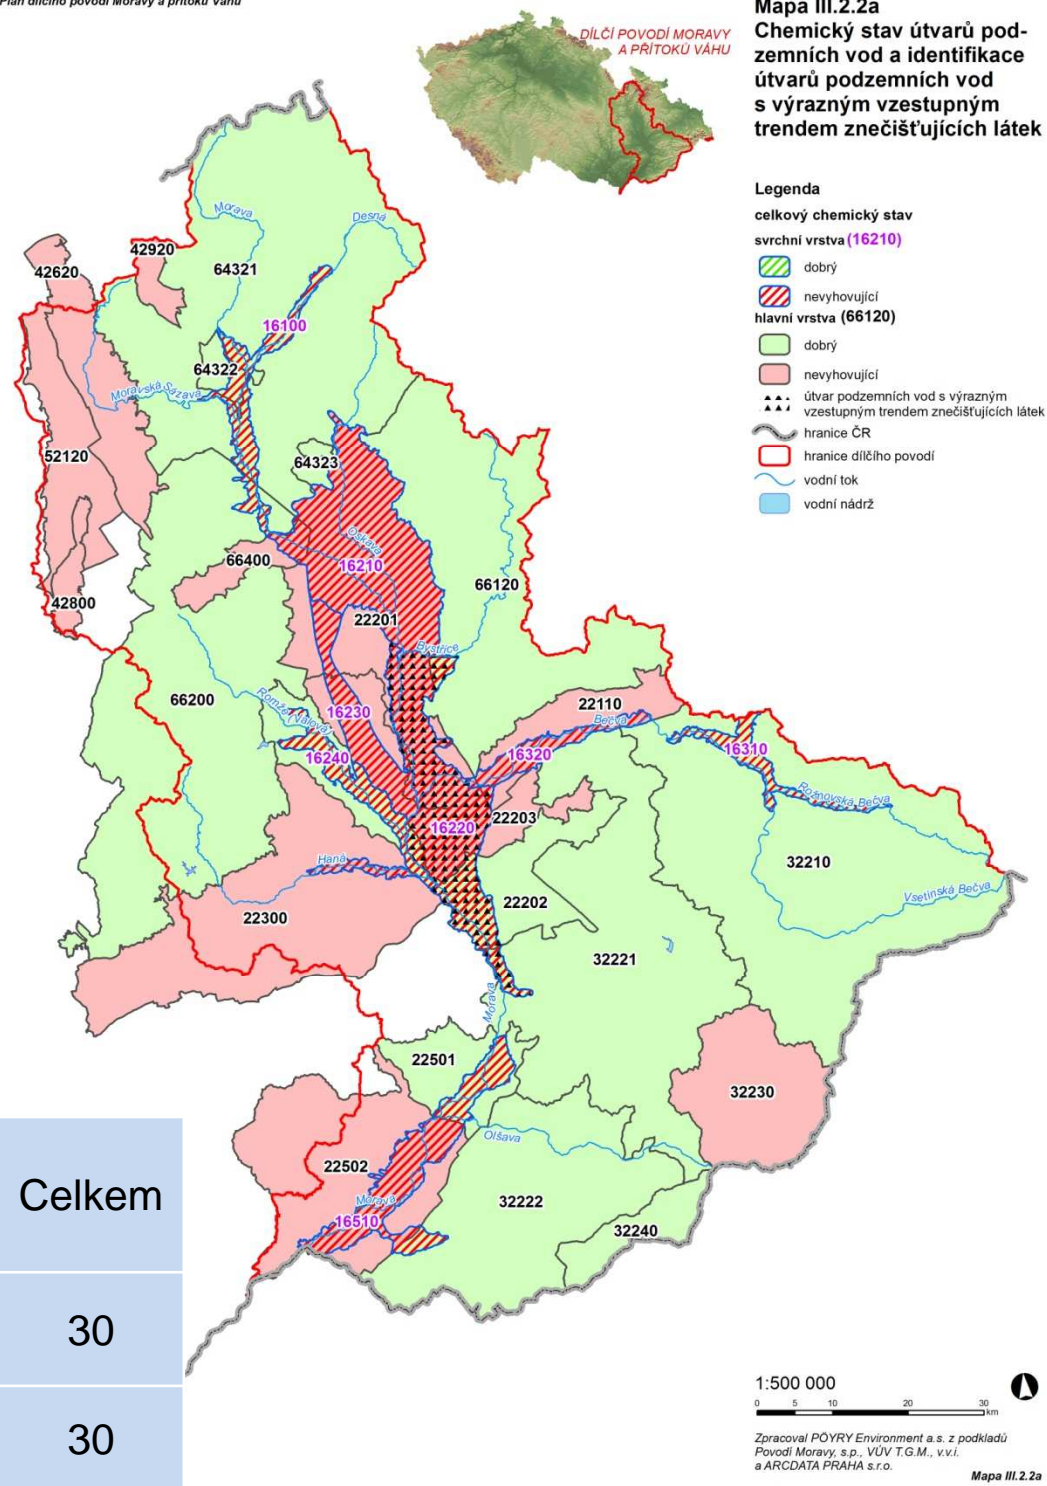 Plán dílčího povodí Moravy a přítoků Váhu
DÍLČÍ POVODÍ MORAVY
A PŘÍTOKŮ VÁHU
Mapa III.2.2a
Chemický stav útvarů pod-
zemních vod a identifikace
útvarů podzemních vod
s výrazným vzestupným
trendem znečišťujících látek
Legenda
celkový chemický stav
svrchní vrstva (16210)
dobrý
nevyhovující
hlavní vrstva (66120)
dobrý
nevyhovující
útvar podzemních vod s výrazným
vzestupným trendem znečišťujících látek
hranice ČR
hranice dílčího povodí
vodní tok
vodní nádrž
Morava
Desná
42920
42620
64321
16100
64322
Moravská Sázava
52120
64323
Oskava
66400
16210
66120
42800
22201
Bystřice
66200
Romže (Valová)
16230
22110
Bečva
16240
16320
16310
Rožnovská Bečva
16220
22203
Haná
32210
Vsetínská Bečva
22300
22202
32221
Morava
22501
32230
Olšava
22502
Morava
32222
16510
32240
Celkem
30
30
1:500 000
0 5 10 20 30
km
Zpracoval PÖYRY Environment a.s. z podkladů
Povodí Moravy, s.p., VÚV T.G.M., v.v.i.
a ARCDATA PRAHA s.r.o.
Mapa III.2.2a